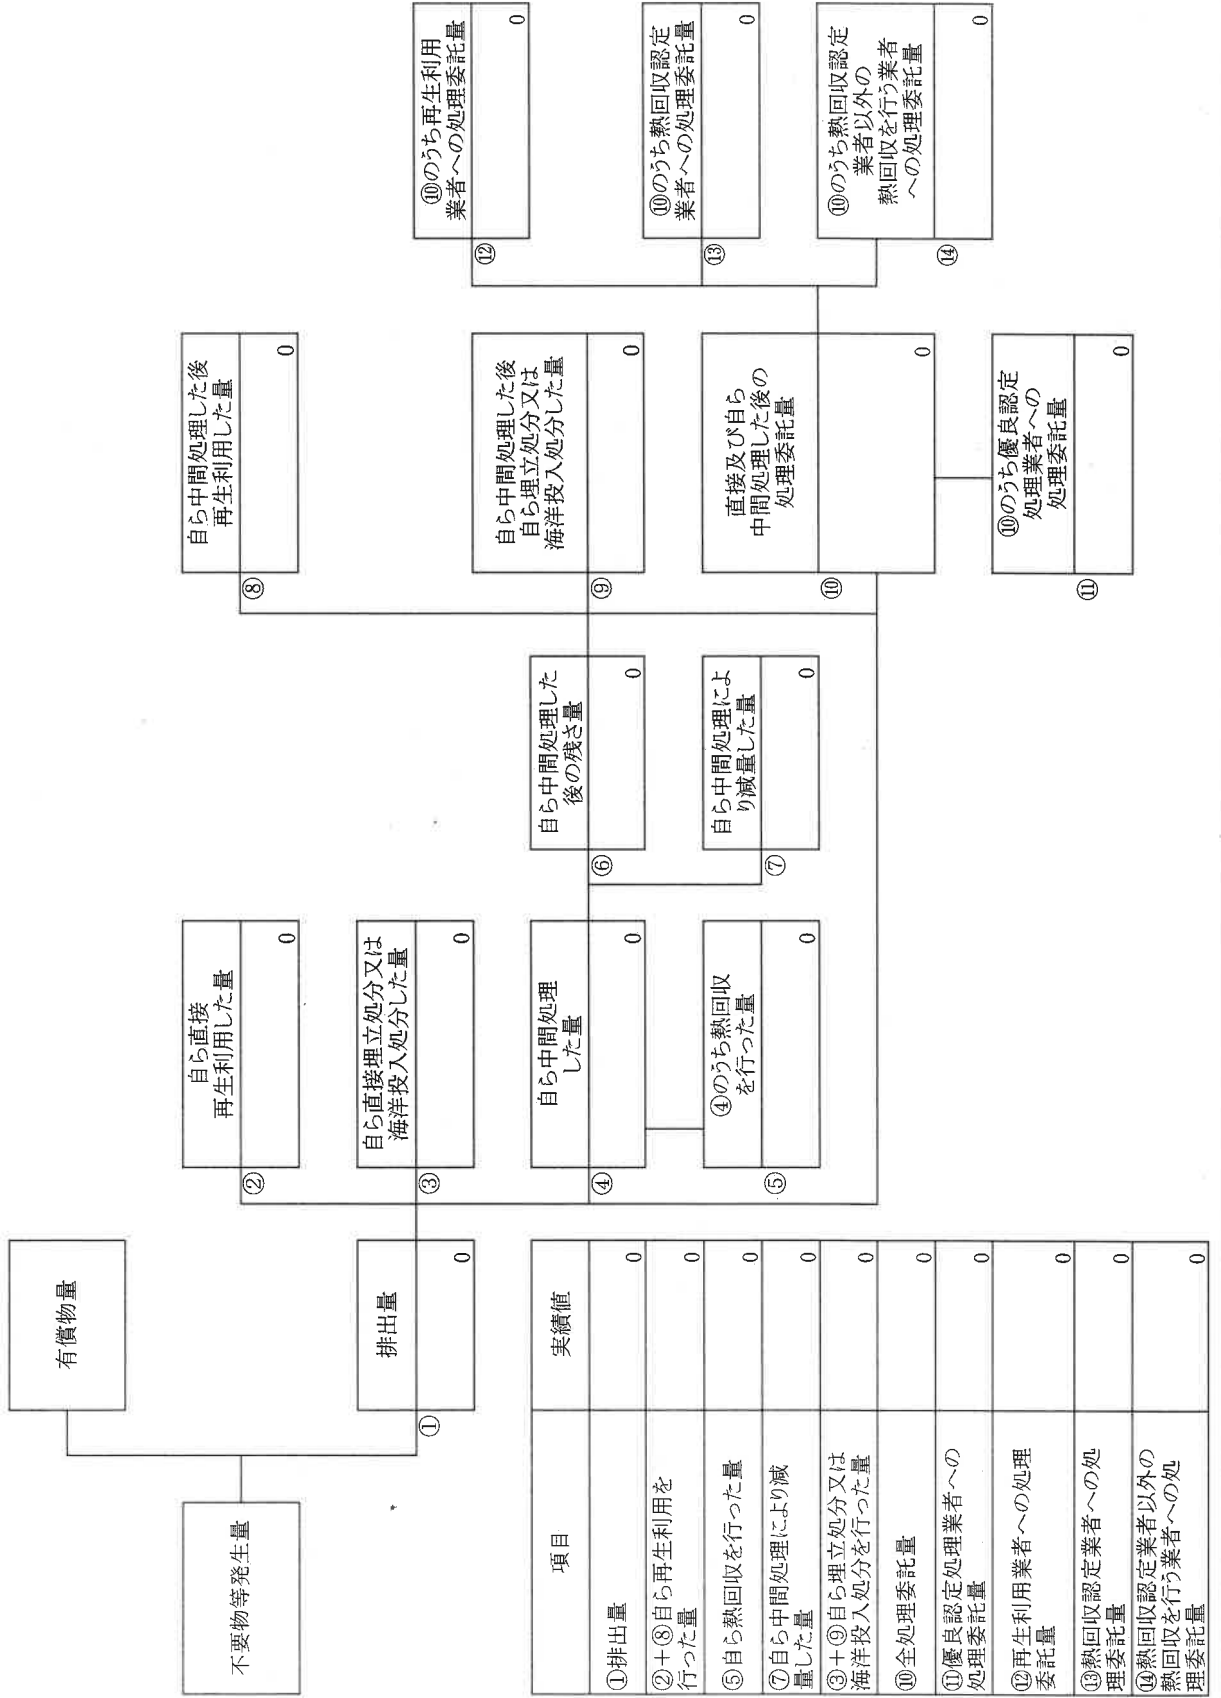 不要物等発生量
有償物量
排出量
①
0
自ら直接
再生利用した量
②
0
自ら直接埋立処分又は
海洋投入処分した量
③
0
自ら中間処理
した量
④
0
④のうち熱回収
を行った量
⑤
0
自ら中間処理した
後の残さ量
⑥
0
自ら中間処理によ
り減量した量
⑦
0
自ら中間処理した後
再生利用した量
⑧
0
自ら中間処理した後
自ら埋立処分又は
海洋投入処分した量
⑨
0
直接及び自ら
中間処理した後の
処理委託量
⑩
0
⑩のうち優良認定
処理業者への
処理委託量
⑪
0
⑩のうち再生利用
業者への処理委託量
⑫
0
⑩のうち熱回収認定
業者への処理委託量
⑬
0
⑩のうち熱回収認定
業者以外の
熱回収を行う業者
への処理委託量
⑭
0
項目 実績値
①排出量 0
②+⑧自ら再生利用を
行った量 0
⑤自ら熱回収を行った量 0
⑦自ら中間処理により減
量した量 0
③+⑨自ら埋立処分又は
海洋投入処分を行った量 0
⑩全処理委託量 0
⑪優良認定処理業者への
処理委託量 0
⑫再生利用業者への処理
委託量 0
⑬熱回収認定業者への処
理委託量 0
⑭熱回収認定業者以外の
熱回収を行う業者への処
理委託量 0